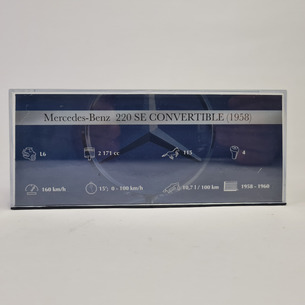 Mercedes-Benz 220 SE CONVERTIBLE (1958)
L6 2 171 cc 115 4
160 km/h 15') 0 - 100 km/h 10,7 l / 100 km 1958 - 1960